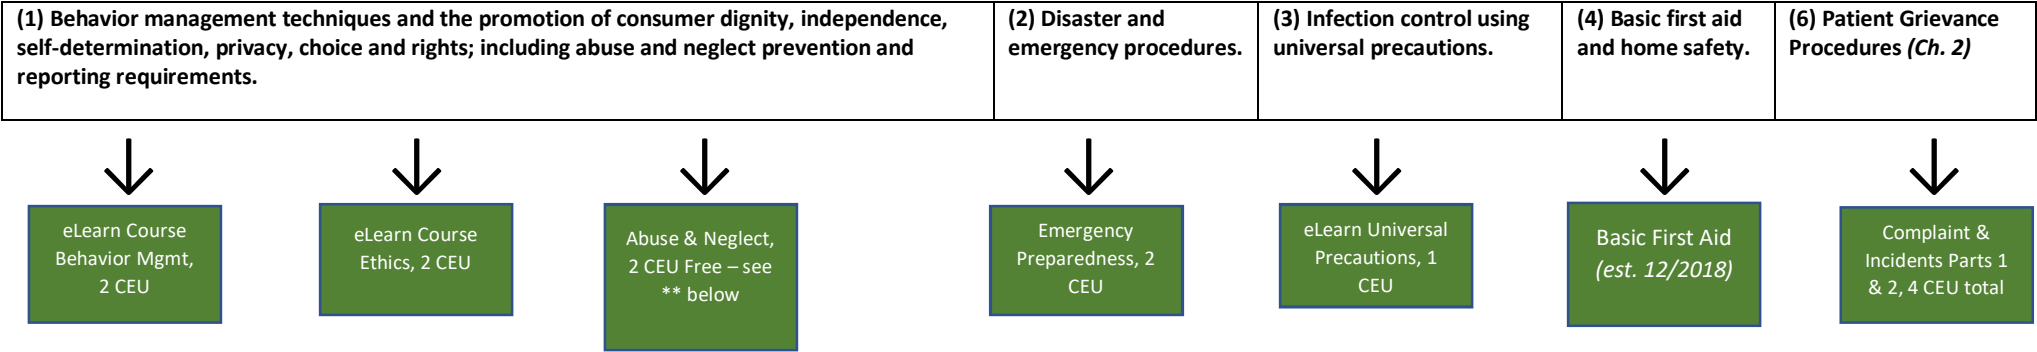 (1) Behavior management techniques and the promotion of consumer dignity, independence,
self-determination, privacy, choice and rights; including abuse and neglect prevention and
reporting requirements.
(2) Disaster and
emergency procedures.
(3) Infection control using
universal precautions.
(4) Basic first aid
and home safety.
(6) Patient Grievance
Procedures (Ch. 2)
eLearn Course
Behavior Mgmt,
2 CEU
eLearn Course
Ethics, 2 CEU
Abuse & Neglect,
2 CEU Free – see
** below
Emergency
Preparedness, 2
CEU
eLearn Universal
Precautions, 1
CEU
Basic First Aid
(est. 12/2018)
Complaint &
Incidents Parts 1
& 2, 4 CEU total